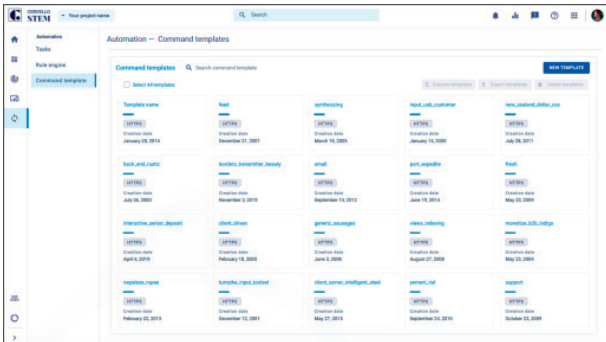 CERVELLO
STEM
Your project name
Search
Automation
Tasks
Rule engine
Command template
Automation — Command templates
Command templates
Search command template
NEW TEMPLATE
Select All templates
Execute templates
Export templates
Delete templates
Template name
feed
synthesizing
input_usb_customer
new_zealand_dollar_css
HTTPS
HTTPS
HTTPS
HTTPS
HTTPS
Creation date
Creation date
Creation date
Creation date
Creation date
January 08, 2014
December 21, 2001
March 10, 2005
January 14, 2000
July 28, 2011
back_end_rustic
borders_transmitter_beauty
small
port_expedite
fresh
HTTPS
HTTPS
HTTPS
HTTPS
HTTPS
Creation date
Creation date
Creation date
Creation date
Creation date
July 26, 2003
November 3, 2019
September 13, 2012
June 19, 2014
May 23, 2009
interactive_senior_deposit
client_driven
generic_sausages
views_indexing
monetize_b2b_indigo
HTTPS
HTTPS
HTTPS
HTTPS
HTTPS
Creation date
Creation date
Creation date
Creation date
Creation date
April 6, 2019
February 18, 2005
June 3, 2008
August 27, 2008
May 23, 2004
nepalese_rupee
turnpike_input_toolset
client_server_intelligent_steel
yemeni_rial
support
HTTPS
HTTPS
HTTPS
HTTPS
HTTPS
Creation date
Creation date
Creation date
Creation date
Creation date
February 22, 2013
December 12, 2001
May 27, 2015
September 24, 2010
October 23, 2009